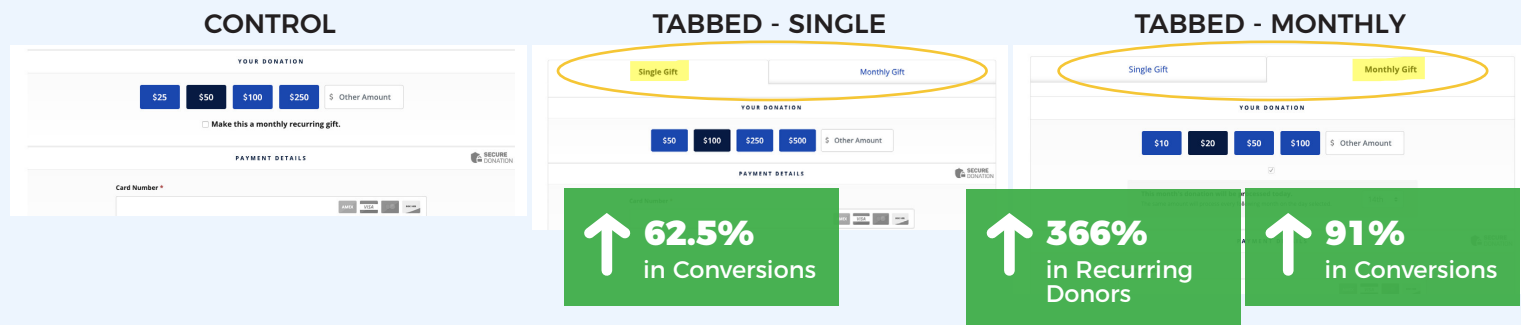 CONTROL
YOUR DONATION
$25 $50 $100 $250 $ Other Amount
Make this a monthly recurring gift.
PAYMENT DETAILS
SECURE
DONATION
Card Number *
TABBED - SINGLE
Single Gift Monthly Gift
YOUR DONATION
$50 $100 $250 $500 $ Other Amount
PAYMENT DETAILS
SECURE
DONATION
62.5%
in Conversions
TABBED - MONTHLY
Single Gift Monthly Gift
YOUR DONATION
$10 $20 $50 $100 $ Other Amount
366%
in Recurring
Donors
91%
in Conversions